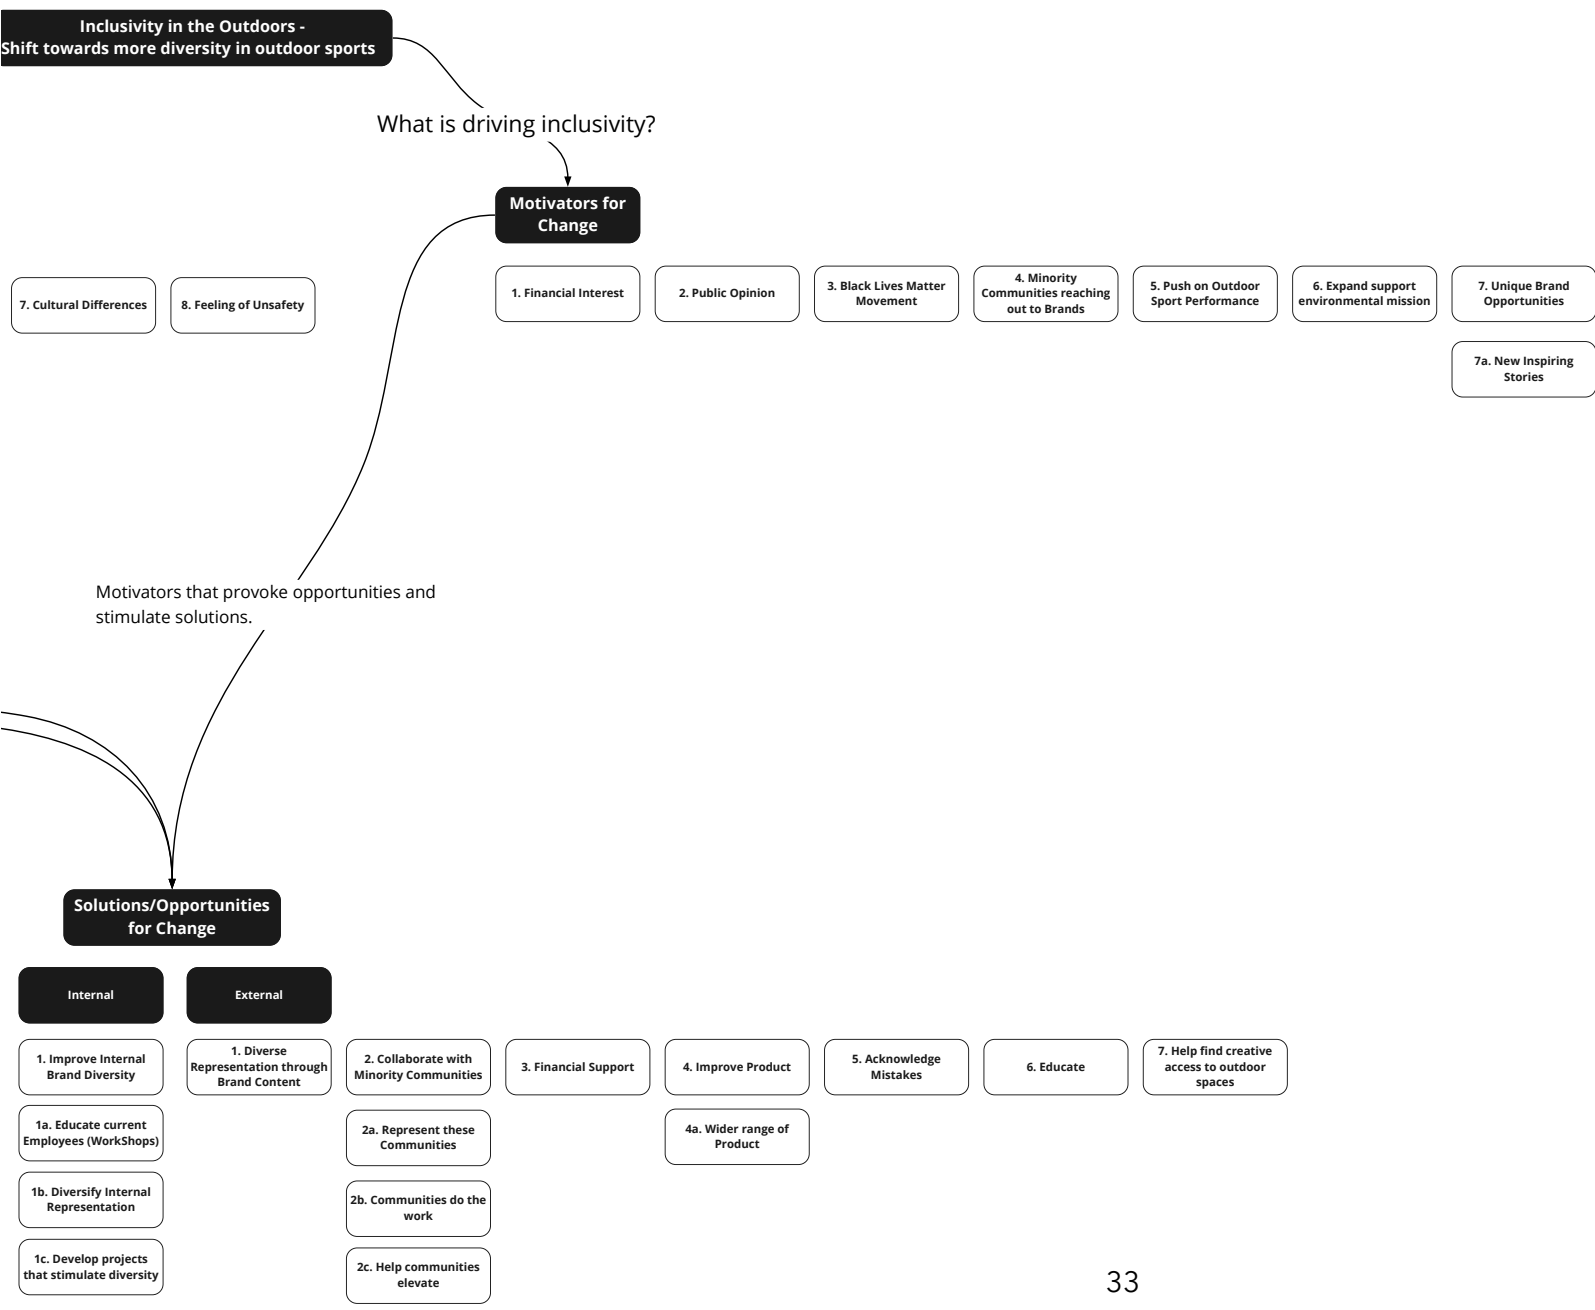 Inclusivity in the Outdoors -
Shift towards more diversity in outdoor sports
What is driving inclusivity?
Motivators for
Change
7. Cultural Differences
8. Feeling of Unsafety
1. Financial Interest
2. Public Opinion
3. Black Lives Matter
Movement
4. Minority
Communities reaching
out to Brands
5. Push on Outdoor
Sport Performance
6. Expand support
environmental mission
7. Unique Brand
Opportunities
7a. New Inspiring
Stories
Motivators that provoke opportunities and
stimulate solutions.
Solutions/Opportunities
for Change
Internal
External
1. Improve Internal
Brand Diversity
1. Diverse
Representation through
Brand Content
2. Collaborate with
Minority Communities
3. Financial Support
4. Improve Product
5. Acknowledge
Mistakes
6. Educate
7. Help find creative
access to outdoor
spaces
1a. Educate current
Employees (WorkShops)
2a. Represent these
Communities
4a. Wider range of
Product
1b. Diversify Internal
Representation
2b. Communities do the
work
1c. Develop projects
that stimulate diversity
2c. Help communities
elevate
33